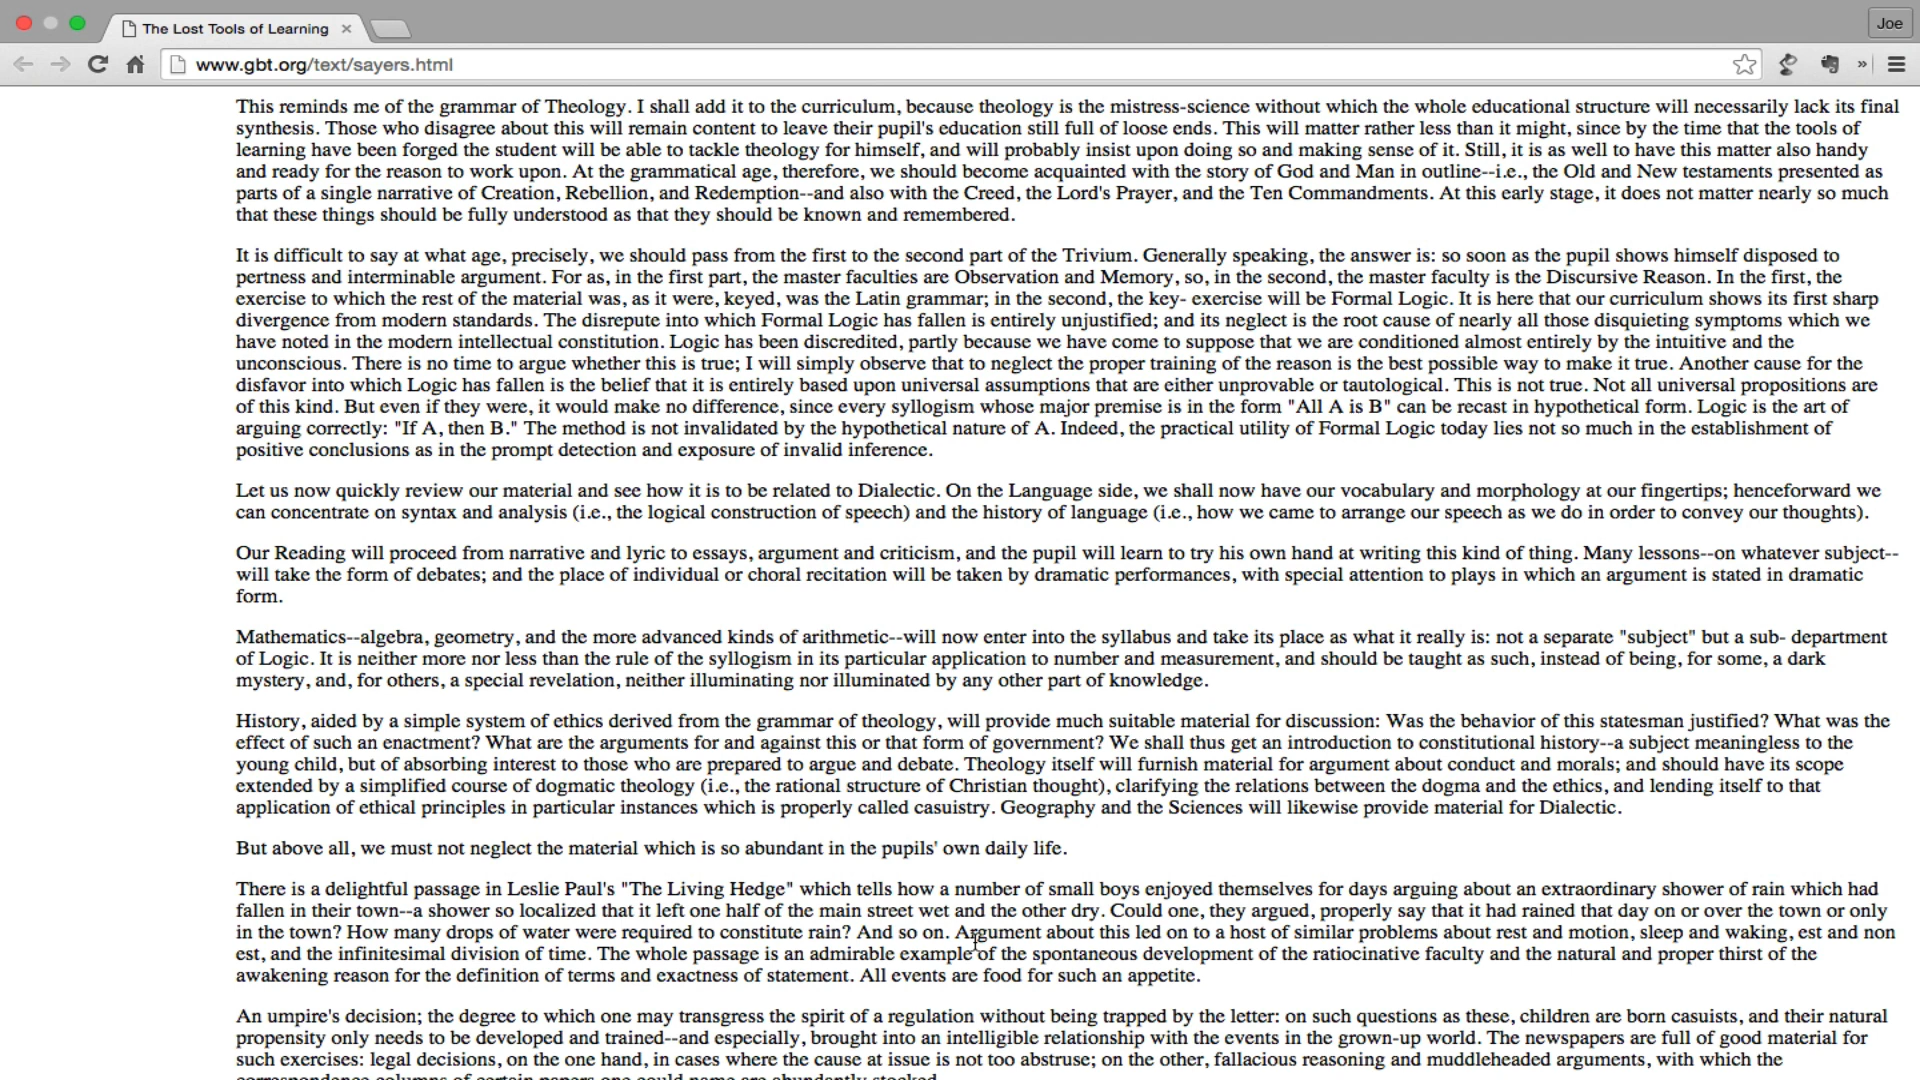 The Lost Tools of Learning
Joe
www.gbt.org/text/sayers.html
This reminds me of the grammar of Theology. I shall add it to the curriculum, because theology is the mistress-science without which the whole educational structure will necessarily lack its final
synthesis. Those who disagree about this will remain content to leave their pupil's education still full of loose ends. This will matter rather less than it might, since by the time that the tools of
learning have been forged the student will be able to tackle theology for himself, and will probably insist upon doing so and making sense of it. Still, it is as well to have this matter also handy
and ready for the reason to work upon. At the grammatical age, therefore, we should become acquainted with the story of God and Man in outline--i.e., the Old and New testaments presented as
parts of a single narrative of Creation, Rebellion, and Redemption--and also with the Creed, the Lord's Prayer, and the Ten Commandments. At this early stage, it does not matter nearly so much
that these things should be fully understood as that they should be known and remembered.
It is difficult to say at what age, precisely, we should pass from the first to the second part of the Trivium. Generally speaking, the answer is: so soon as the pupil shows himself disposed to
pertness and interminable argument. For as, in the first part, the master faculties are Observation and Memory, so, in the second, the master faculty is the Discursive Reason. In the first, the
exercise to which the rest of the material was, as it were, keyed, was the Latin grammar; in the second, the key- exercise will be Formal Logic. It is here that our curriculum shows its first sharp
divergence from modern standards. The disrepute into which Formal Logic has fallen is entirely unjustified; and its neglect is the root cause of nearly all those disquieting symptoms which we
have noted in the modern intellectual constitution. Logic has been discredited, partly because we have come to suppose that we are conditioned almost entirely by the intuitive and the
unconscious. There is no time to argue whether this is true; I will simply observe that to neglect the proper training of the reason is the best possible way to make it true. Another cause for the
disfavor into which Logic has fallen is the belief that it is entirely based upon universal assumptions that are either unprovable or tautological. This is not true. Not all universal propositions are
of this kind. But even if they were, it would make no difference, since every syllogism whose major premise is in the form "All A is B" can be recast in hypothetical form. Logic is the art of
arguing correctly: "If A, then B." The method is not invalidated by the hypothetical nature of A. Indeed, the practical utility of Formal Logic today lies not so much in the establishment of
positive conclusions as in the prompt detection and exposure of invalid inference.
Let us now quickly review our material and see how it is to be related to Dialectic. On the Language side, we shall now have our vocabulary and morphology at our fingertips; henceforward we
can concentrate on syntax and analysis (i.e., the logical construction of speech) and the history of language (i.e., how we came to arrange our speech as we do in order to convey our thoughts).
Our Reading will proceed from narrative and lyric to essays, argument and criticism, and the pupil will learn to try his own hand at writing this kind of thing. Many lessons--on whatever subject--
will take the form of debates; and the place of individual or choral recitation will be taken by dramatic performances, with special attention to plays in which an argument is stated in dramatic
form.
Mathematics--algebra, geometry, and the more advanced kinds of arithmetic--will now enter into the syllabus and take its place as what it really is: not a separate "subject" but a sub- department
of Logic. It is neither more nor less than the rule of the syllogism in its particular application to number and measurement, and should be taught as such, instead of being, for some, a dark
mystery, and, for others, a special revelation, neither illuminating nor illuminated by any other part of knowledge.
History, aided by a simple system of ethics derived from the grammar of theology, will provide much suitable material for discussion: Was the behavior of this statesman justified? What was the
effect of such an enactment? What are the arguments for and against this or that form of government? We shall thus get an introduction to constitutional history--a subject meaningless to the
young child, but of absorbing interest to those who are prepared to argue and debate. Theology itself will furnish material for argument about conduct and morals; and should have its scope
extended by a simplified course of dogmatic theology (i.e., the rational structure of Christian thought), clarifying the relations between the dogma and the ethics, and lending itself to that
application of ethical principles in particular instances which is properly called casuistry. Geography and the Sciences will likewise provide material for Dialectic.
But above all, we must not neglect the material which is so abundant in the pupils' own daily life.
There is a delightful passage in Leslie Paul's "The Living Hedge" which tells how a number of small boys enjoyed themselves for days arguing about an extraordinary shower of rain which had
fallen in their town--a shower so localized that it left one half of the main street wet and the other dry. Could one, they argued, properly say that it had rained that day on or over the town or only
in the town? How many drops of water were required to constitute rain? And so on. Argument about this led on to a host of similar problems about rest and motion, sleep and waking, est and non
est, and the infinitesimal division of time. The whole passage is an admirable example of the spontaneous development of the ratiocinative faculty and the natural and proper thirst of the
awakening reason for the definition of terms and exactness of statement. All events are food for such an appetite.
An umpire's decision; the degree to which one may transgress the spirit of a regulation without being trapped by the letter: on such questions as these, children are born casuists, and their natural
propensity only needs to be developed and trained--and especially, brought into an intelligible relationship with the events in the grown-up world. The newspapers are full of good material for
such exercises: legal decisions, on the one hand, in cases where the cause at issue is not too abstruse; on the other, fallacious reasoning and muddleheaded arguments, with which the
correspondence columns of certain papers one could name are abundantly stocked.